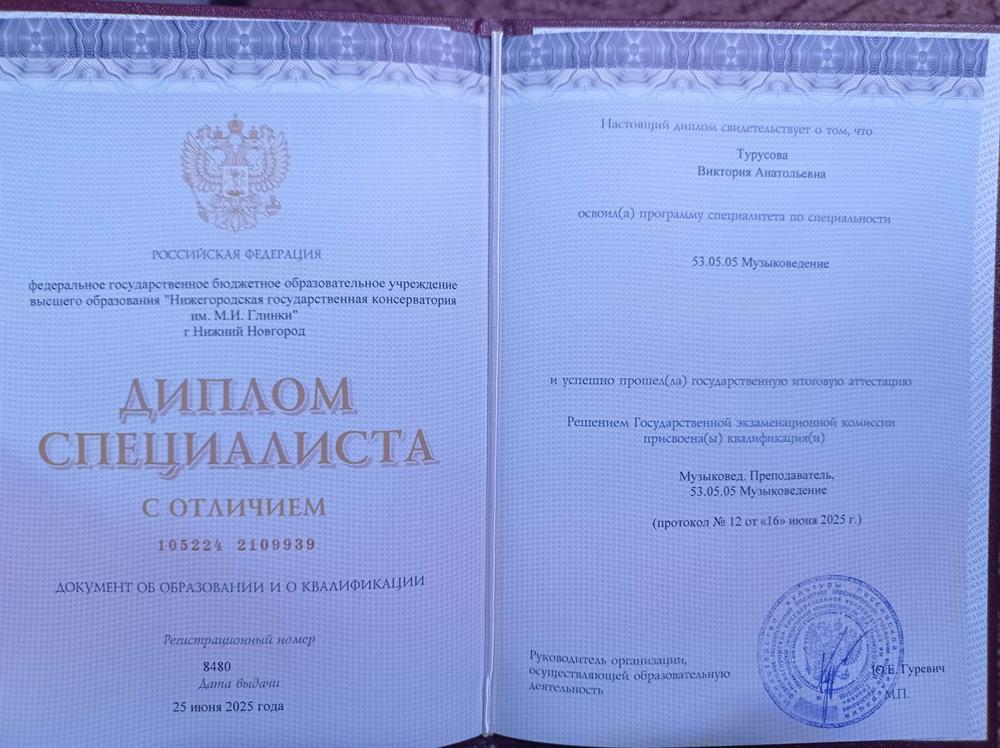 РОССИЙСКАЯ ФЕДЕРАЦИЯ
федеральное государственное бюджетное образовательное учреждение
высшего образования "Нижегородская государственная консерватория
им. М.И. Глинки"
г Нижний Новгород
ДИПЛОМ
СПЕЦИАЛИСТА
С ОТЛИЧИЕМ
105224 2109939
ДОКУМЕНТ ОБ ОБРАЗОВАНИИ И О КВАЛИФИКАЦИИ
Регистрационный номер
8480
Дата выдачи
25 июня 2025 года
Настоящий диплом свидетельствует о том, что
Турусова
Виктория Анатольевна
освоил(а) программу специалитета по специальности
53.05.05 Музыковедение
и успешно прошел(ла) государственную итоговую аттестацию
Решением Государственной экзаменационной комиссии
присвоена(ы) квалификация(и)
Музыковед. Преподаватель,
53.05.05 Музыковедение
(протокол № 12 от «16» июня 2025 г.)
Руководитель организации,
осуществляющей образовательную
деятельность
Ю.Е. Гуревич
М.П.